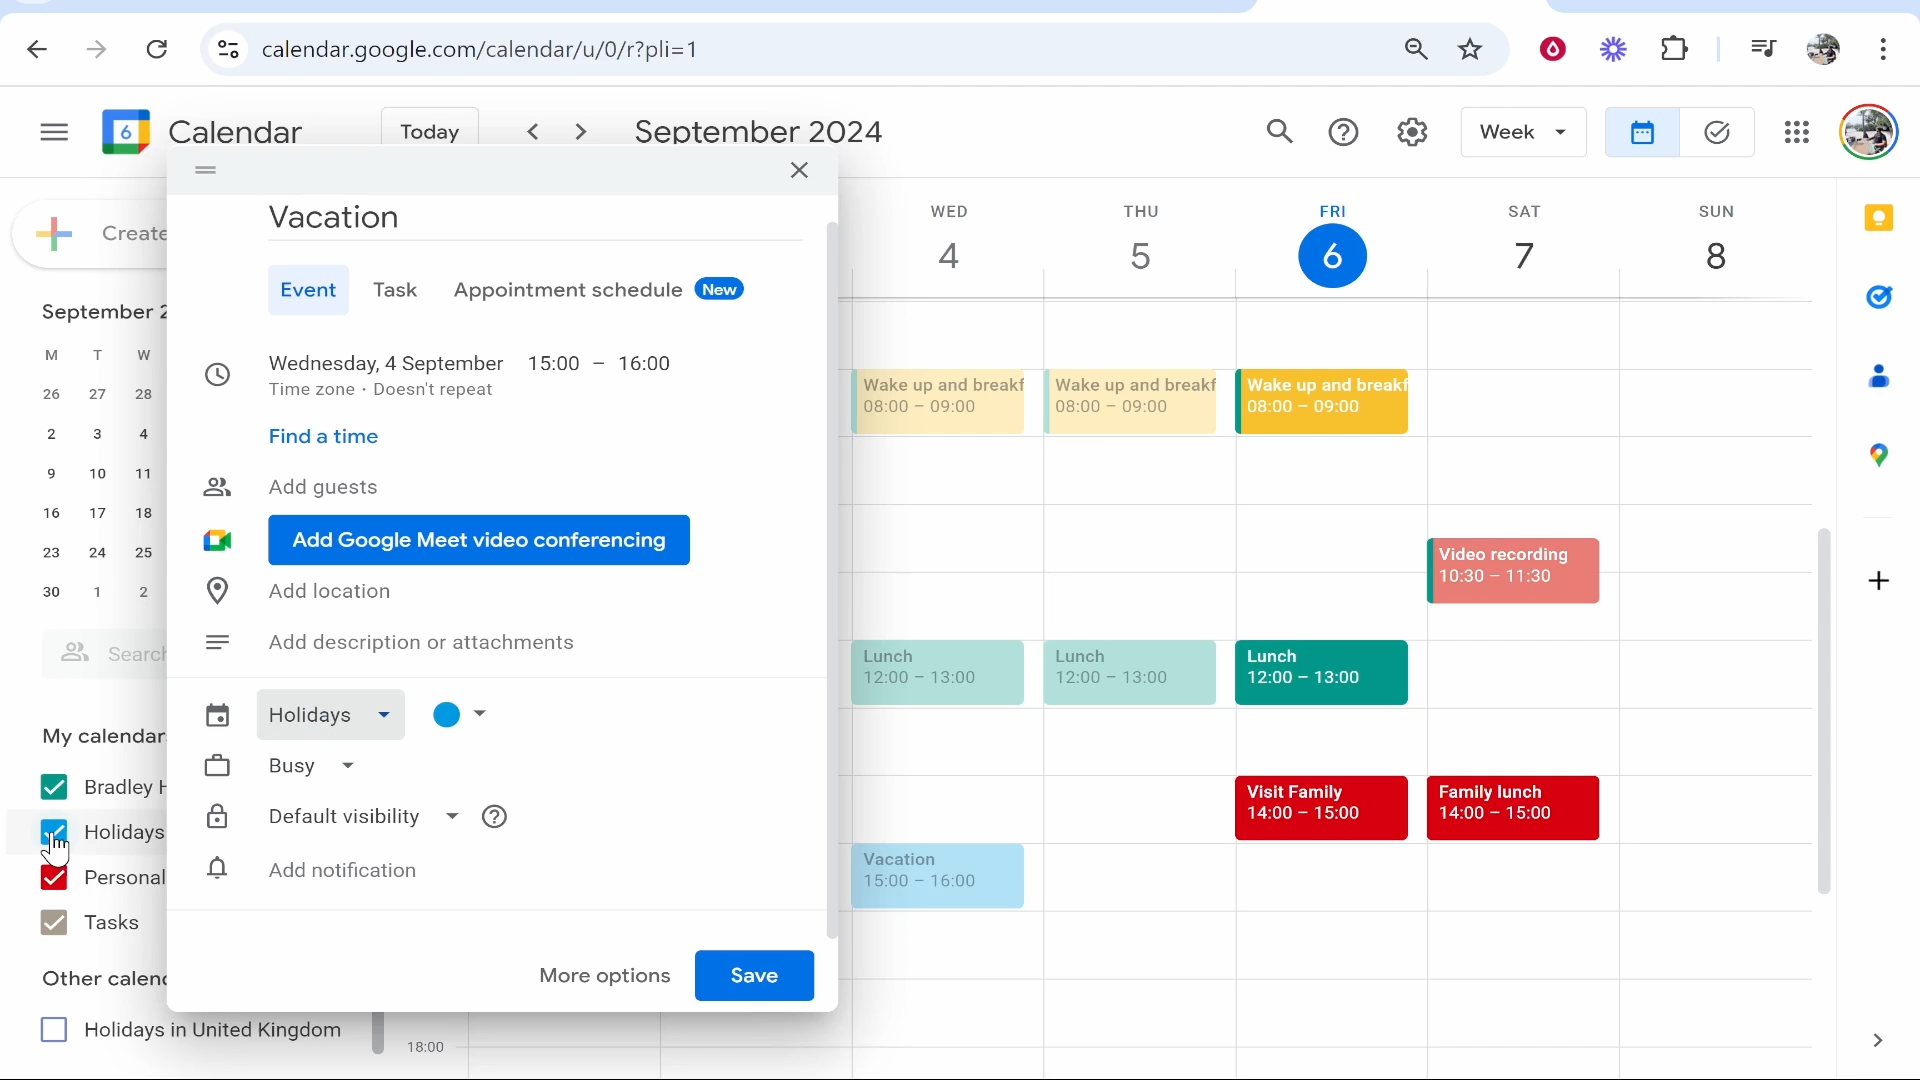 calendar.google.com/calendar/u/0/r?pli=1
6
Calendar
Today
September 2024
Week
Create
September 2
M T W
26 27 28
2 3 4
9 10 11
16 17 18
23 24 25
30 1 2
Search
My calendar
Bradley H
Holidays
Personal
Tasks
Other calend
Holidays in United Kingdom
Vacation
Event Task Appointment schedule New
Wednesday, 4 September 15:00 – 16:00
Time zone · Doesn't repeat
Find a time
Add guests
Add Google Meet video conferencing
Add location
Add description or attachments
Holidays
Busy
Default visibility
Add notification
More options Save
WED THU FRI SAT SUN
4 5 6 7 8
Wake up and breakf
08:00 – 09:00
Wake up and breakf
08:00 – 09:00
Wake up and breakf
08:00 – 09:00
Video recording
10:30 – 11:30
Lunch
12:00 – 13:00
Lunch
12:00 – 13:00
Lunch
12:00 – 13:00
Visit Family
14:00 – 15:00
Family lunch
14:00 – 15:00
Vacation
15:00 – 16:00
18:00